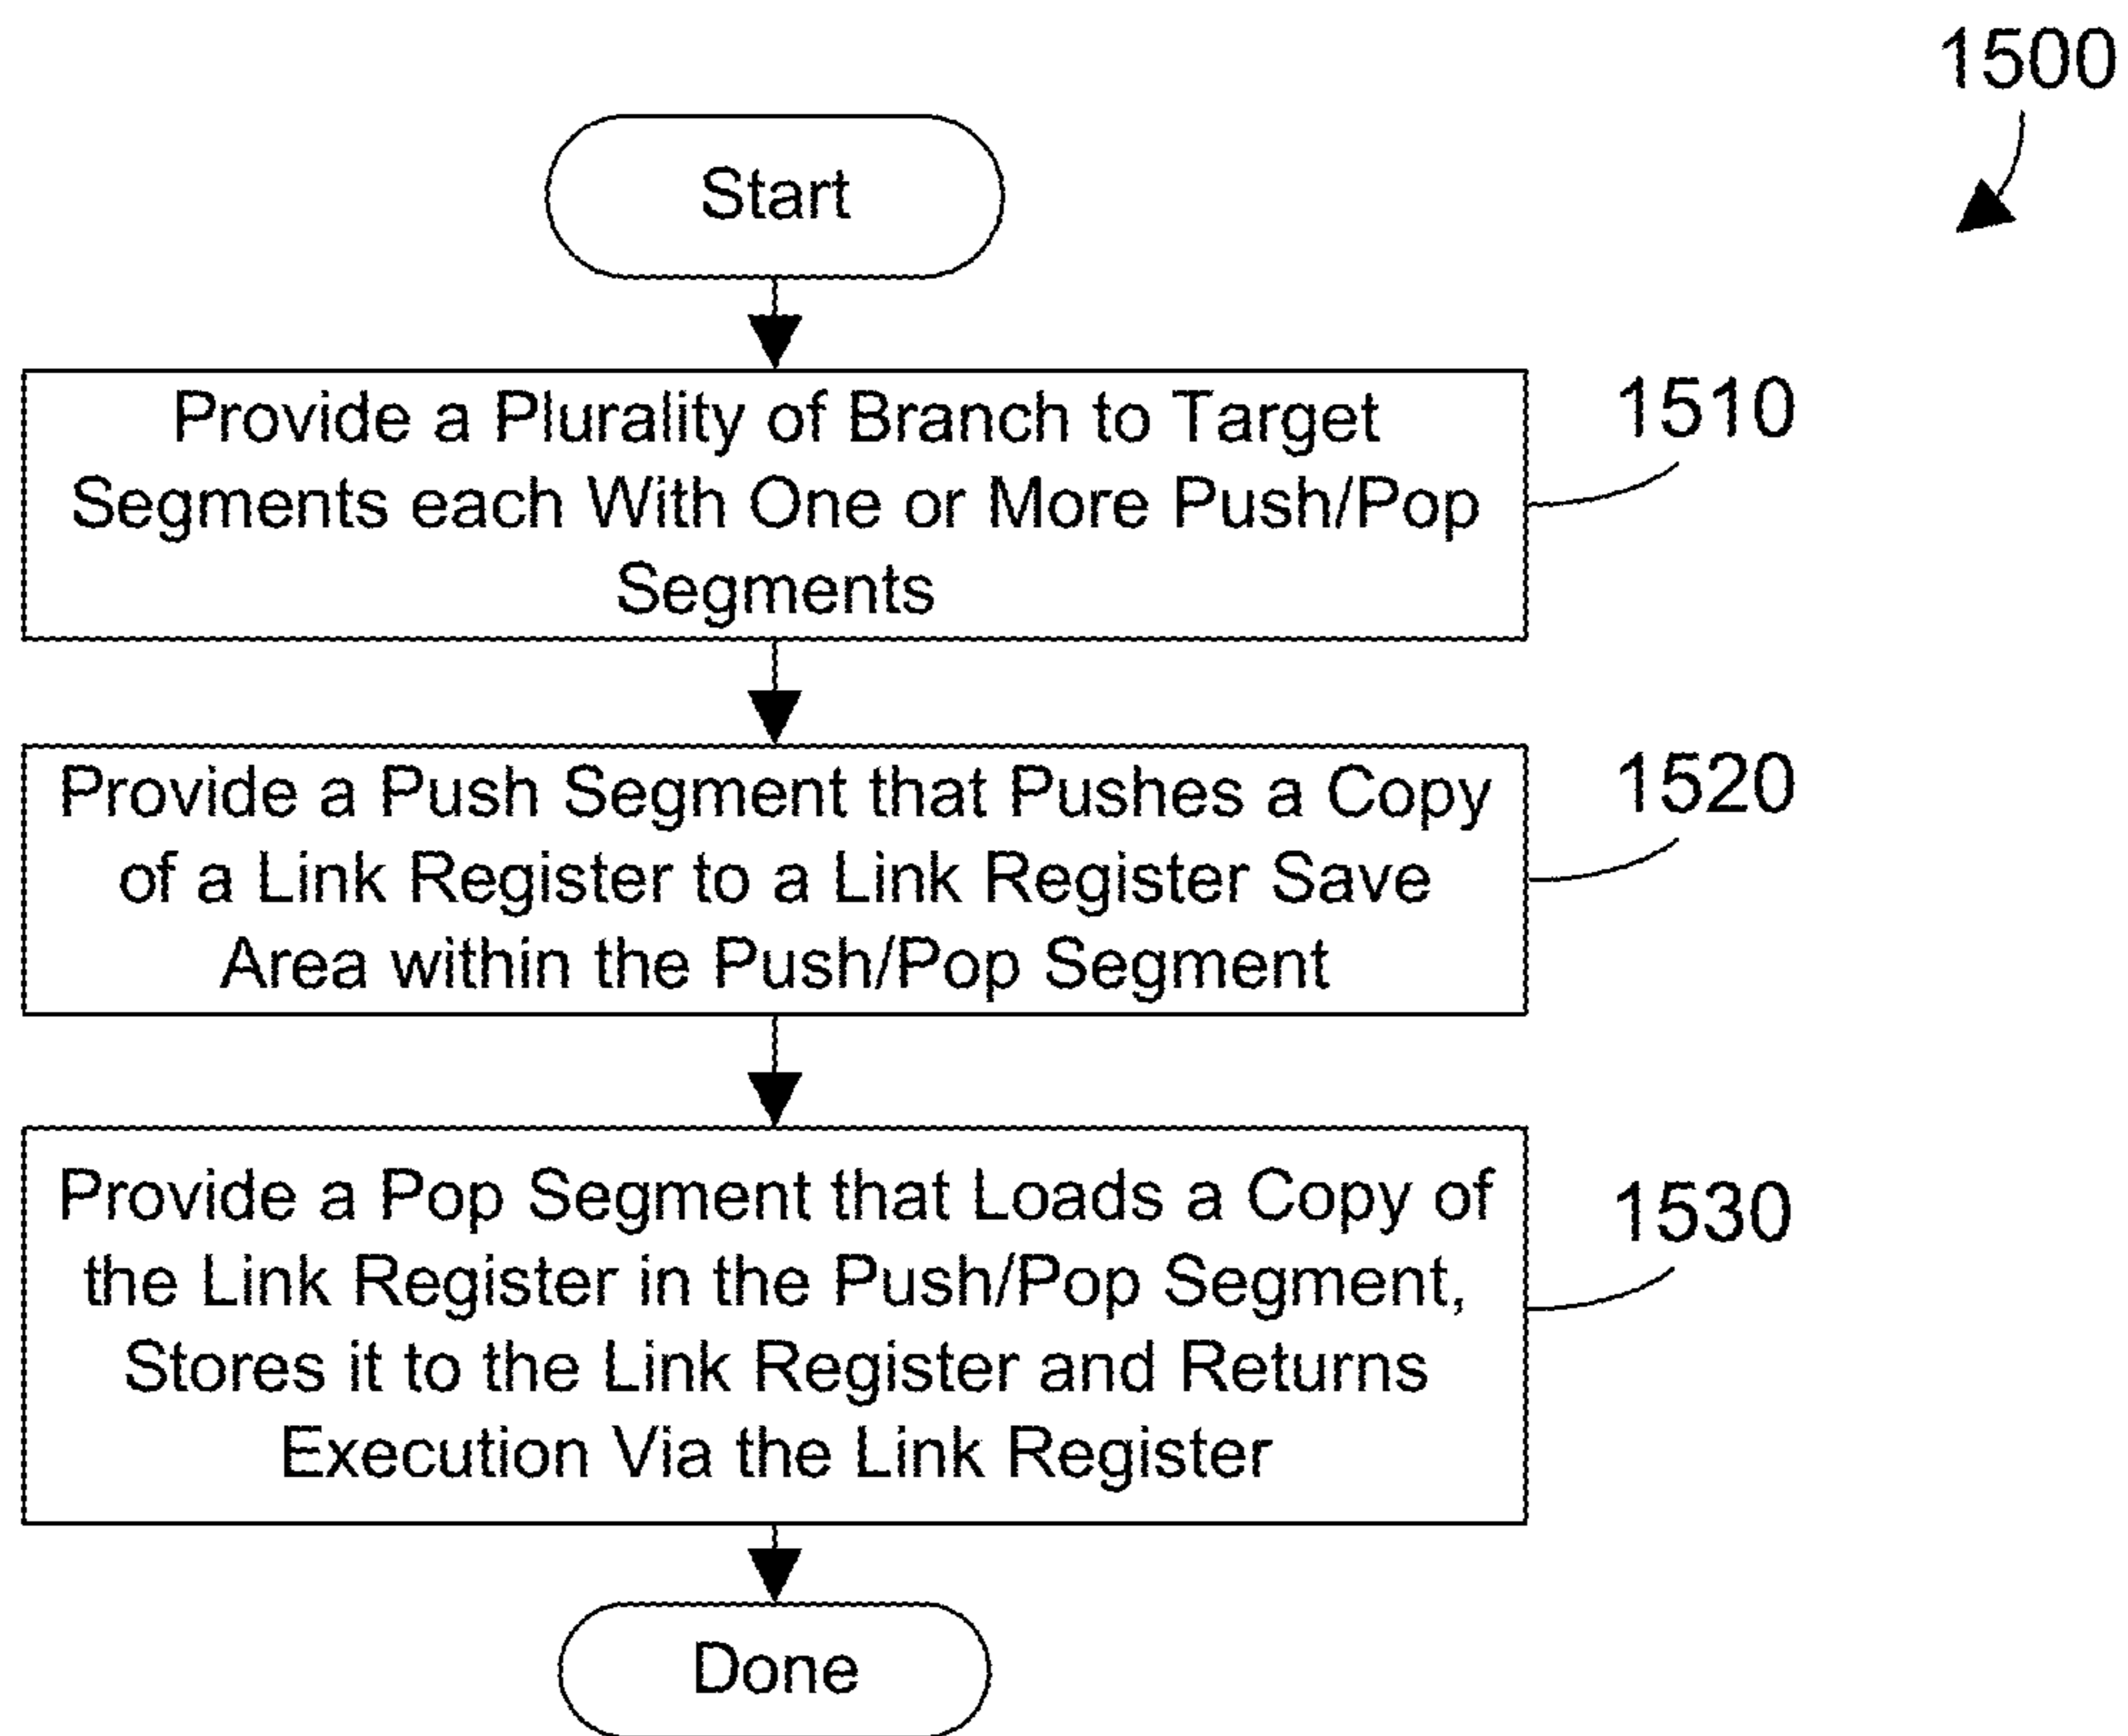 1500
Start
Provide a Plurality of Branch to Target
Segments each With One or More Push/Pop
Segments
1510
Provide a Push Segment that Pushes a Copy
of a Link Register to a Link Register Save
Area within the Push/Pop Segment
1520
Provide a Pop Segment that Loads a Copy of
the Link Register in the Push/Pop Segment,
Stores it to the Link Register and Returns
Execution Via the Link Register
1530
Done